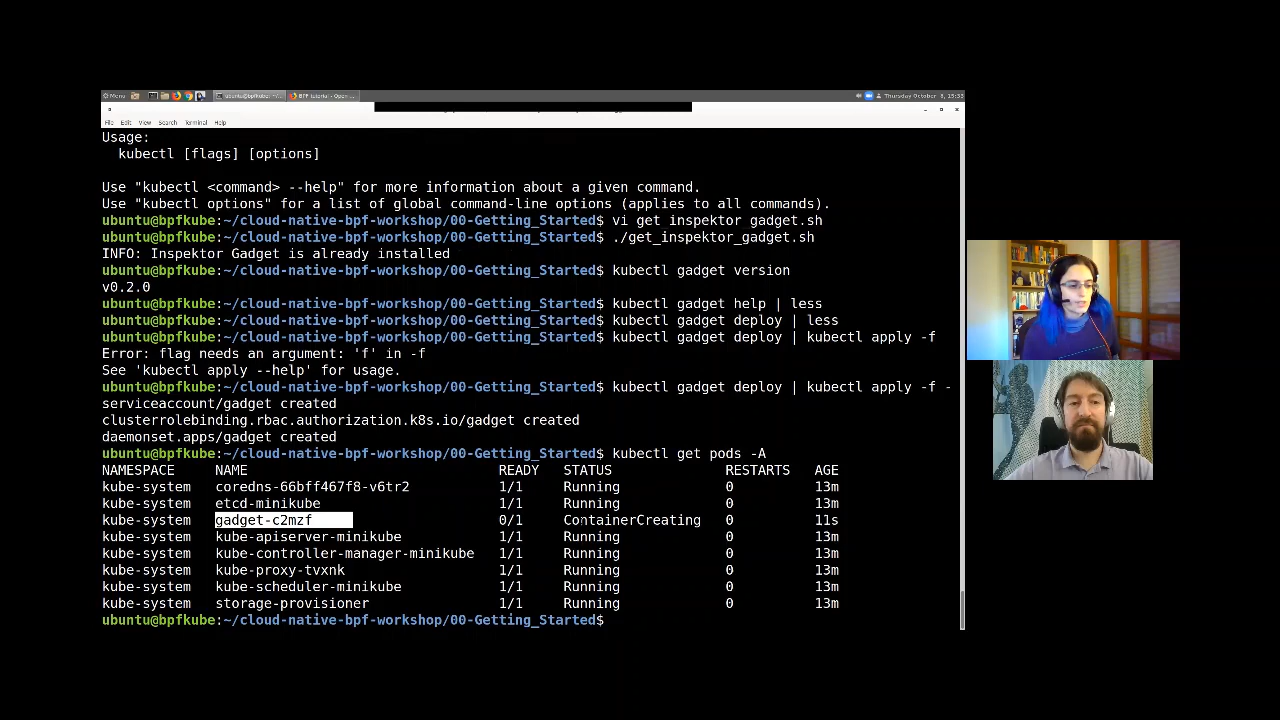 Menu
ubuntu@bpfkube: ~/...
BPF tutorial - Open ...
File Edit View Search Terminal Help
Usage:
  kubectl [flags] [options]
Use "kubectl <command> --help" for more information about a given command.
Use "kubectl options" for a list of global command-line options (applies to all commands).
ubuntu@bpfkube:~/cloud-native-bpf-workshop/00-Getting_Started$ vi get_inspektor_gadget.sh
ubuntu@bpfkube:~/cloud-native-bpf-workshop/00-Getting_Started$ ./get_inspektor_gadget.sh
INFO: Inspektor Gadget is already installed
ubuntu@bpfkube:~/cloud-native-bpf-workshop/00-Getting_Started$ kubectl gadget version
v0.2.0
ubuntu@bpfkube:~/cloud-native-bpf-workshop/00-Getting_Started$ kubectl gadget help | less
ubuntu@bpfkube:~/cloud-native-bpf-workshop/00-Getting_Started$ kubectl gadget deploy | less
ubuntu@bpfkube:~/cloud-native-bpf-workshop/00-Getting_Started$ kubectl gadget deploy | kubectl apply -f
Error: flag needs an argument: 'f' in -f
See 'kubectl apply --help' for usage.
ubuntu@bpfkube:~/cloud-native-bpf-workshop/00-Getting_Started$ kubectl gadget deploy | kubectl apply -f -
serviceaccount/gadget created
clusterrolebinding.rbac.authorization.k8s.io/gadget created
daemonset.apps/gadget created
ubuntu@bpfkube:~/cloud-native-bpf-workshop/00-Getting_Started$ kubectl get pods -A
NAMESPACE NAME READY STATUS RESTARTS AGE
kube-system coredns-66bff467f8-v6tr2 1/1 Running 0 13m
kube-system etcd-minikube 1/1 Running 0 13m
kube-system gadget-c2mzf 0/1 ContainerCreating 0 11s
kube-system kube-apiserver-minikube 1/1 Running 0 13m
kube-system kube-controller-manager-minikube 1/1 Running 0 13m
kube-system kube-proxy-tvxnk 1/1 Running 0 13m
kube-system kube-scheduler-minikube 1/1 Running 0 13m
kube-system storage-provisioner 1/1 Running 0 13m
ubuntu@bpfkube:~/cloud-native-bpf-workshop/00-Getting_Started$